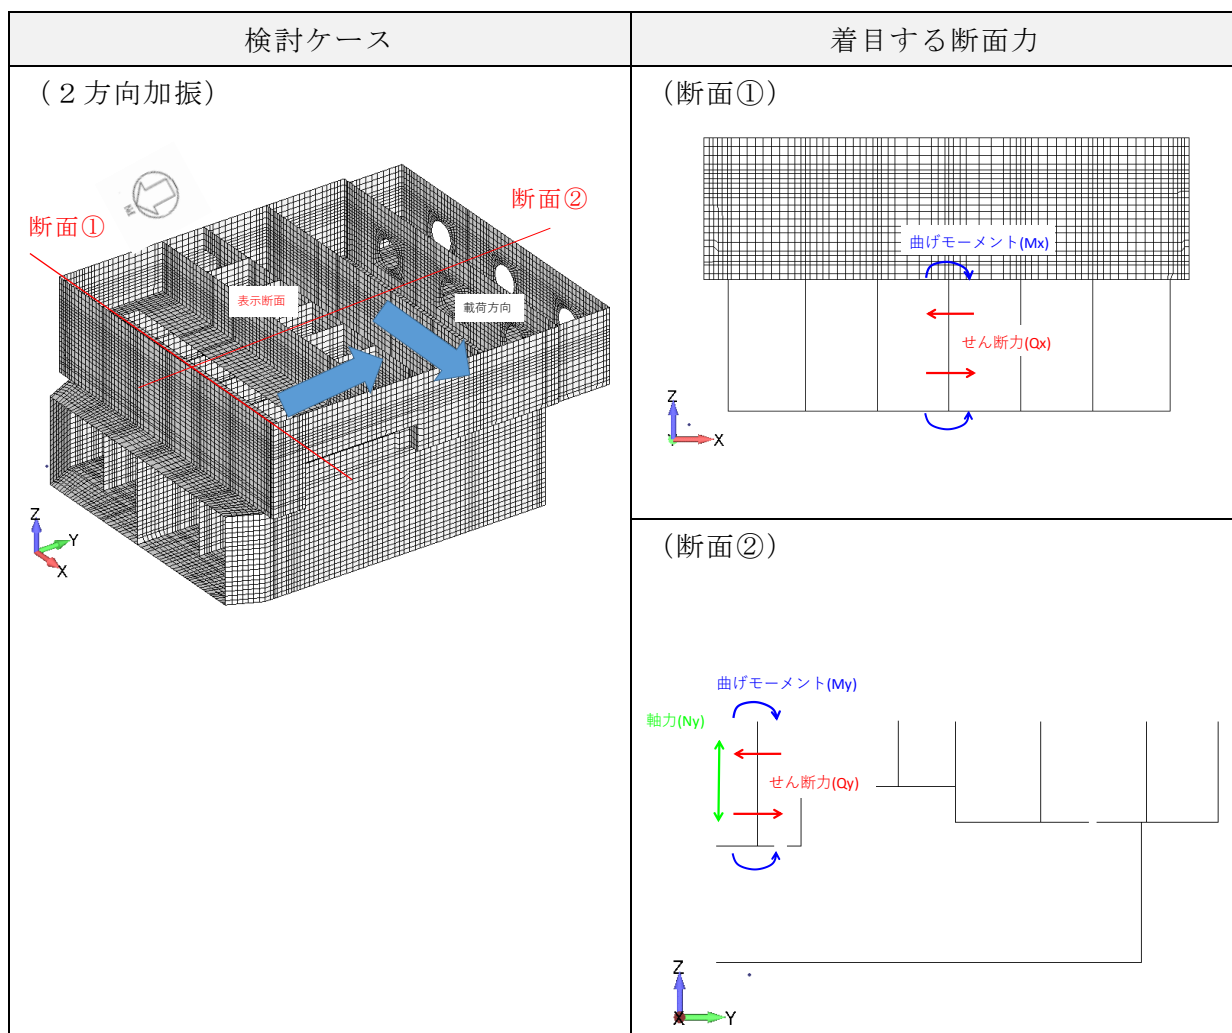 検討ケース
着目する断面力
(２方向加振)
断面①
断面②
表示断面
載荷方向
Z
Y
X
(断面①)
曲げモーメント(Mx)
せん断力(Qx)
Z
X
(断面②)
曲げモーメント(My)
軸力(Ny)
せん断力(Qy)
Z
X
Y